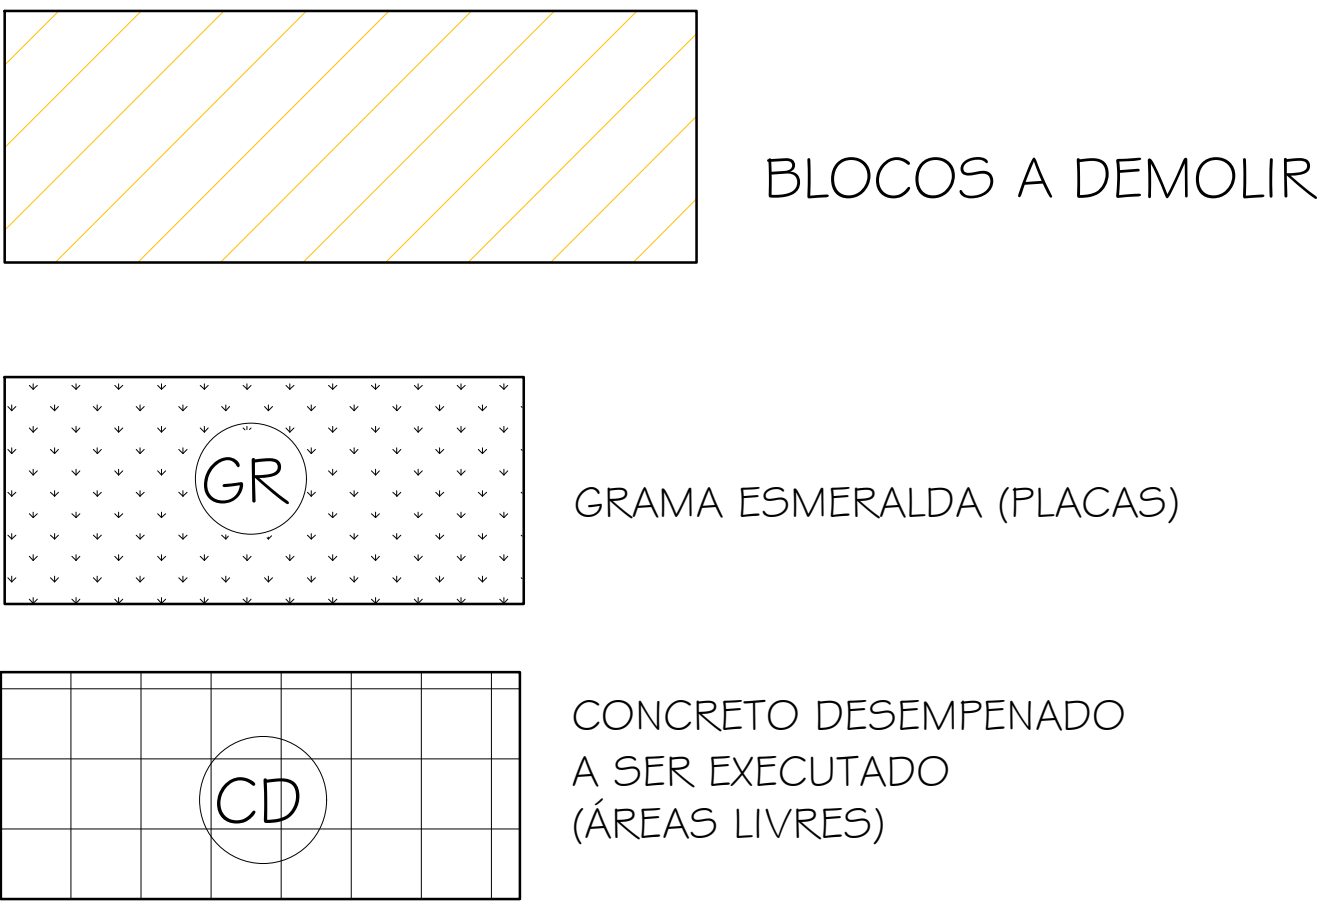 BLOCOS A DEMOLIR
GR
GRAMA ESMERALDA (PLACAS)
CONCRETO DESEMPENADO
A SER EXECUTADO
(ÁREAS LIVRES)
CD